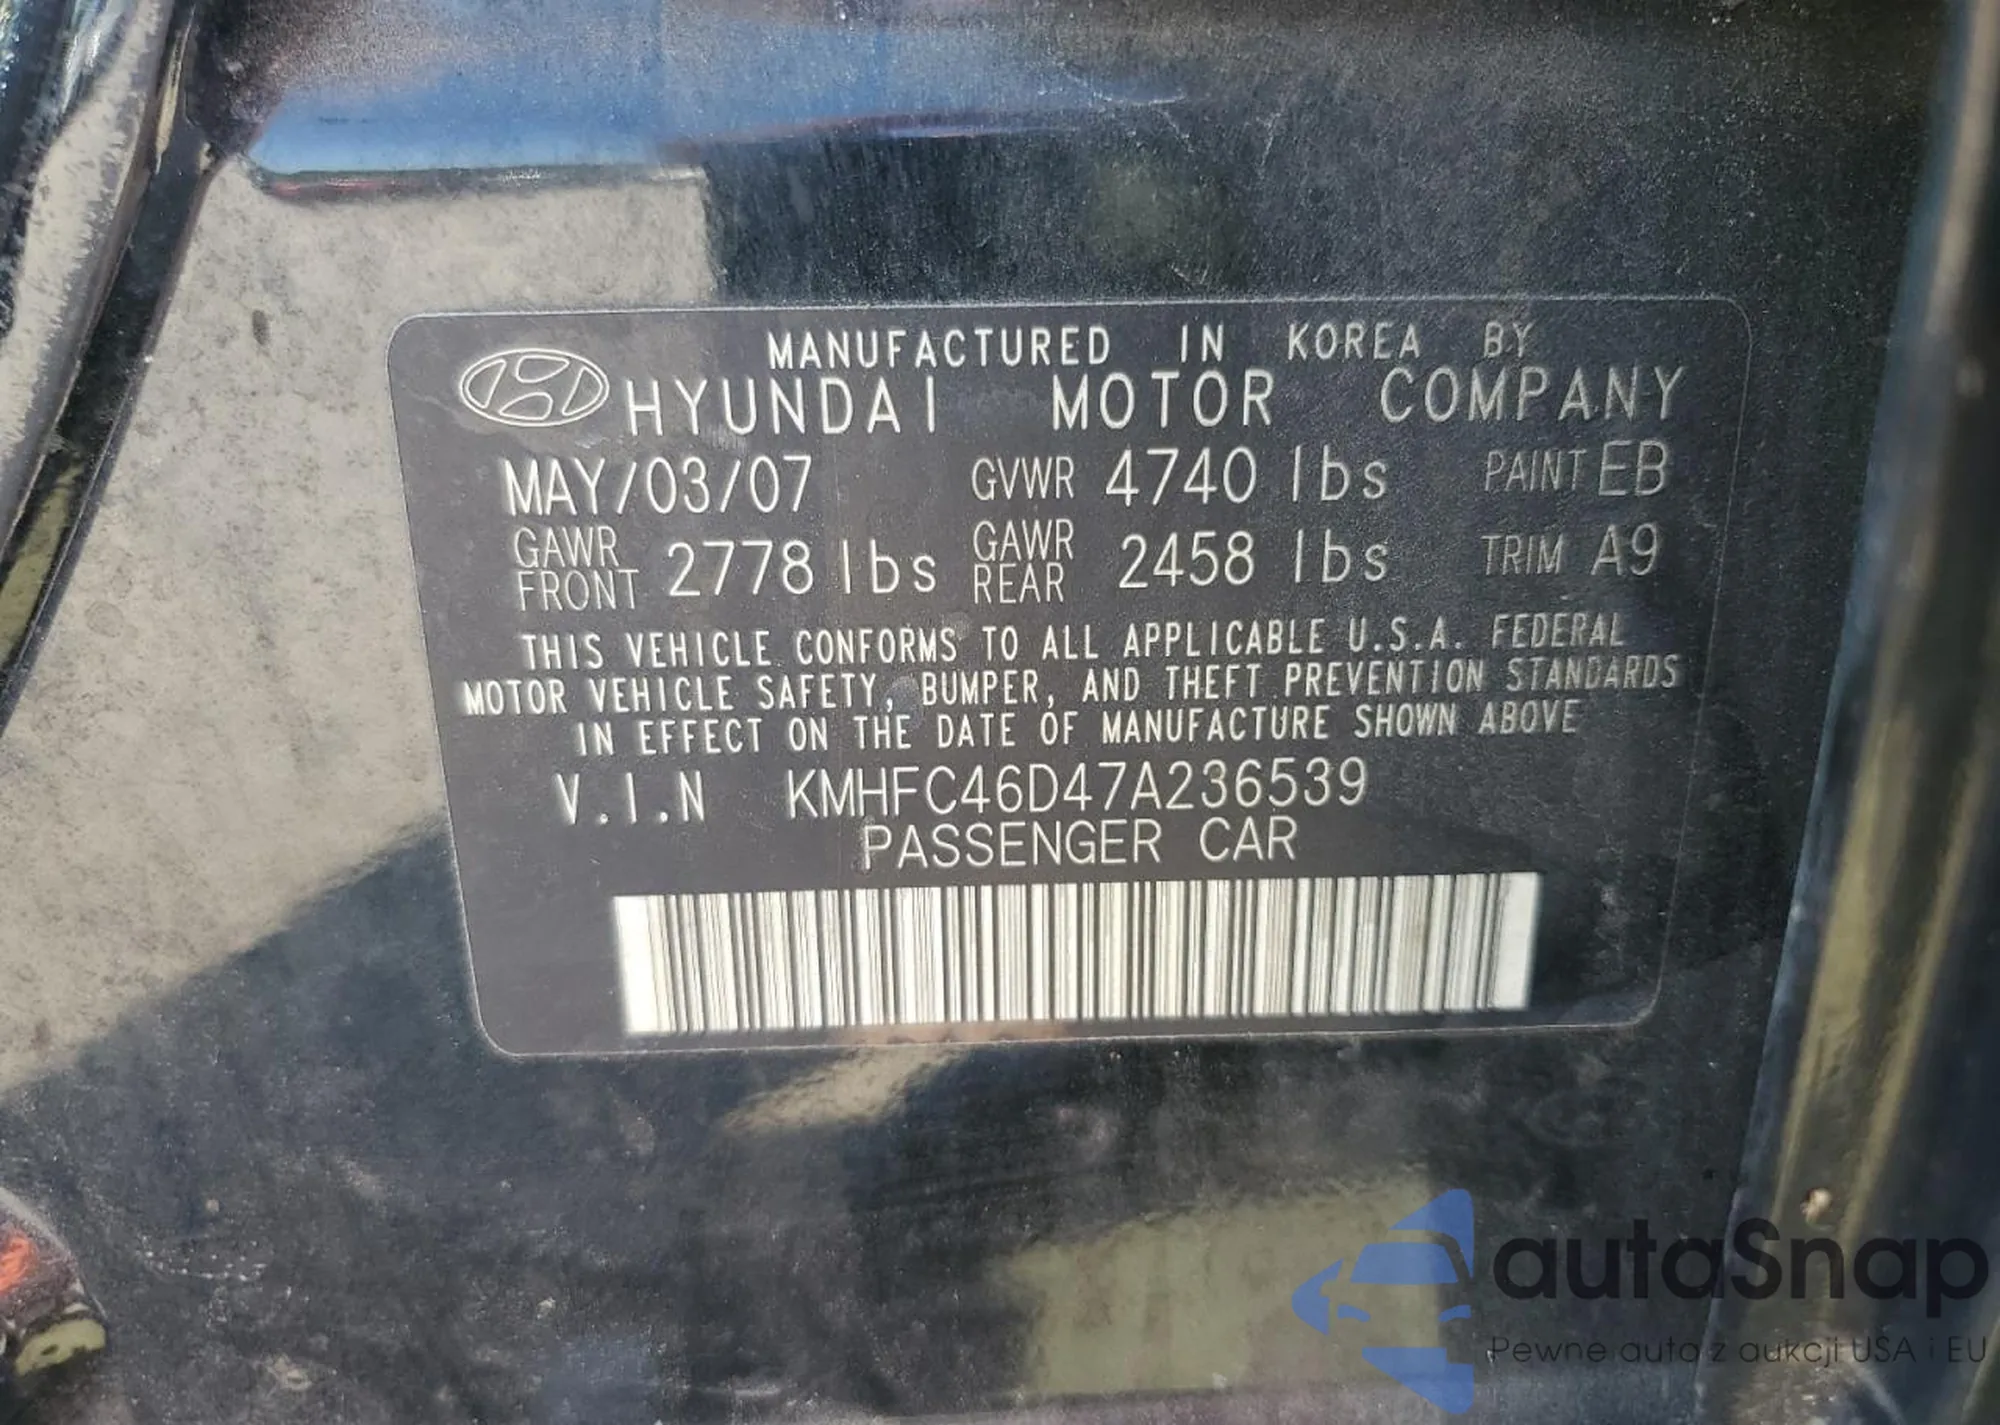 MANUFACTURED IN KOREA BY
HYUNDAI MOTOR COMPANY
MAY/03/07 GVWR 4740 lbs PAINT EB
GAWR FRONT 2778 lbs GAWR REAR 2458 lbs TRIM A9
THIS VEHICLE CONFORMS TO ALL APPLICABLE U.S.A. FEDERAL
MOTOR VEHICLE SAFETY, BUMPER, AND THEFT PREVENTION STANDARDS
IN EFFECT ON THE DATE OF MANUFACTURE SHOWN ABOVE
V.I.N KMHFC46D47A236539
PASSENGER CAR
autaSnap
Pewne auta z aukcji USA i EU